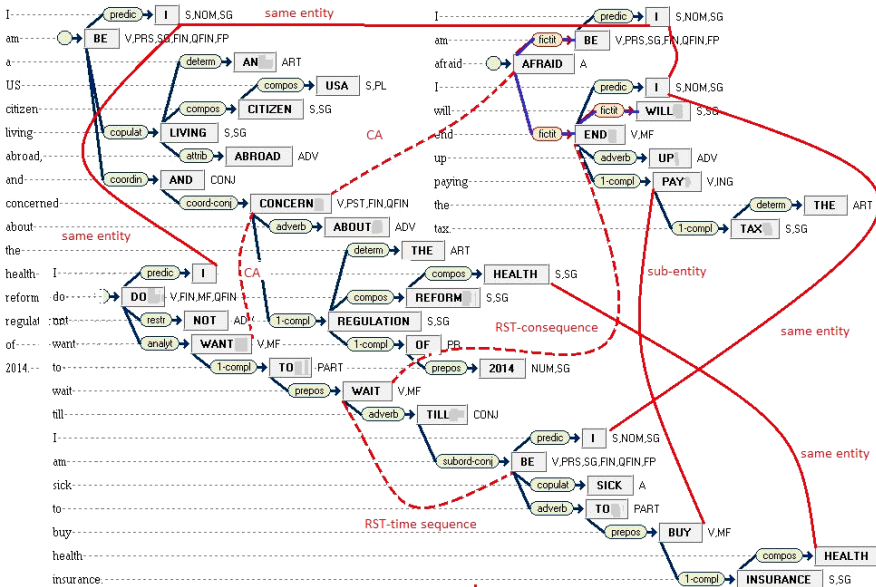 same entity
I predic I S,NOM,SG
I predic I S,NOM,SG
am BE V,PRS,SG,FIN,QFIN,FP
am fictit BE V,PRS,SG,FIN,QFIN,FP
a determ AN ART
afraid AFRAID A
US compos USA S,PL
I predic I S,NOM,SG
citizen compos CITIZEN S,SG
will fictit WILL S,SG
living copulat LIVING S,SG
CA
end fictit END V,MF
abroad, attrib ABROAD ADV
up adverb UP ADV
and coordin AND CONJ
paying 1-compl PAY V,ING
concerned coord-conj CONCERN V,PST,FIN,QFIN
the determ THE ART
about adverb ABOUT ADV
tax 1-compl TAX S,SG
same entity
the determ THE ART
health I predic I
CA
compos HEALTH S,SG
sub-entity
reform do DO V,FIN,MF,QFIN
compos REFORM S,SG
regulat not restr NOT ADV
1-compl REGULATION S,SG
RST-consequence
same entity
of want analyt WANT V,MF
1-compl OF PR
2014. to 1-compl TO PART
prepos 2014 NUM,SG
wait prepos WAIT V,MF
till adverb TILL CONJ
I predic I S,NOM,SG
same entity
am subord-conj BE V,PRS,SG,FIN,QFIN,FP
sick copulat SICK A
to adverb TO PART
RST-time sequence
buy prepos BUY V,MF
health compos HEALTH
insurance. 1-compl INSURANCE S,SG